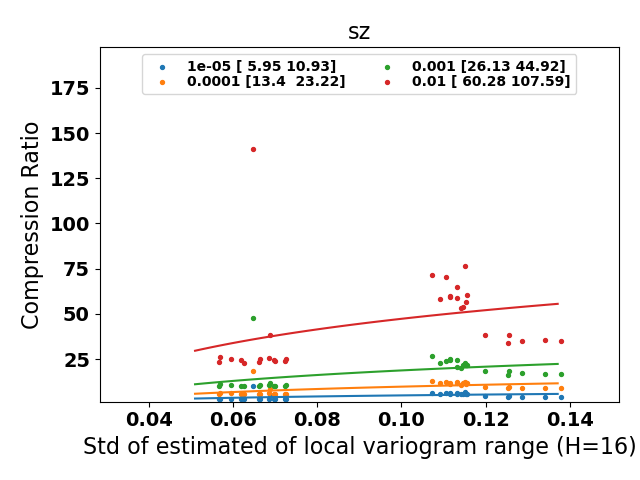 sz
1e-05 [ 5.95 10.93]
0.0001 [13.4  23.22]
0.001 [26.13 44.92]
0.01 [ 60.28 107.59]
Compression Ratio
175
150
125
100
75
50
25
0.04 0.06 0.08 0.10 0.12 0.14
Std of estimated of local variogram range (H=16)